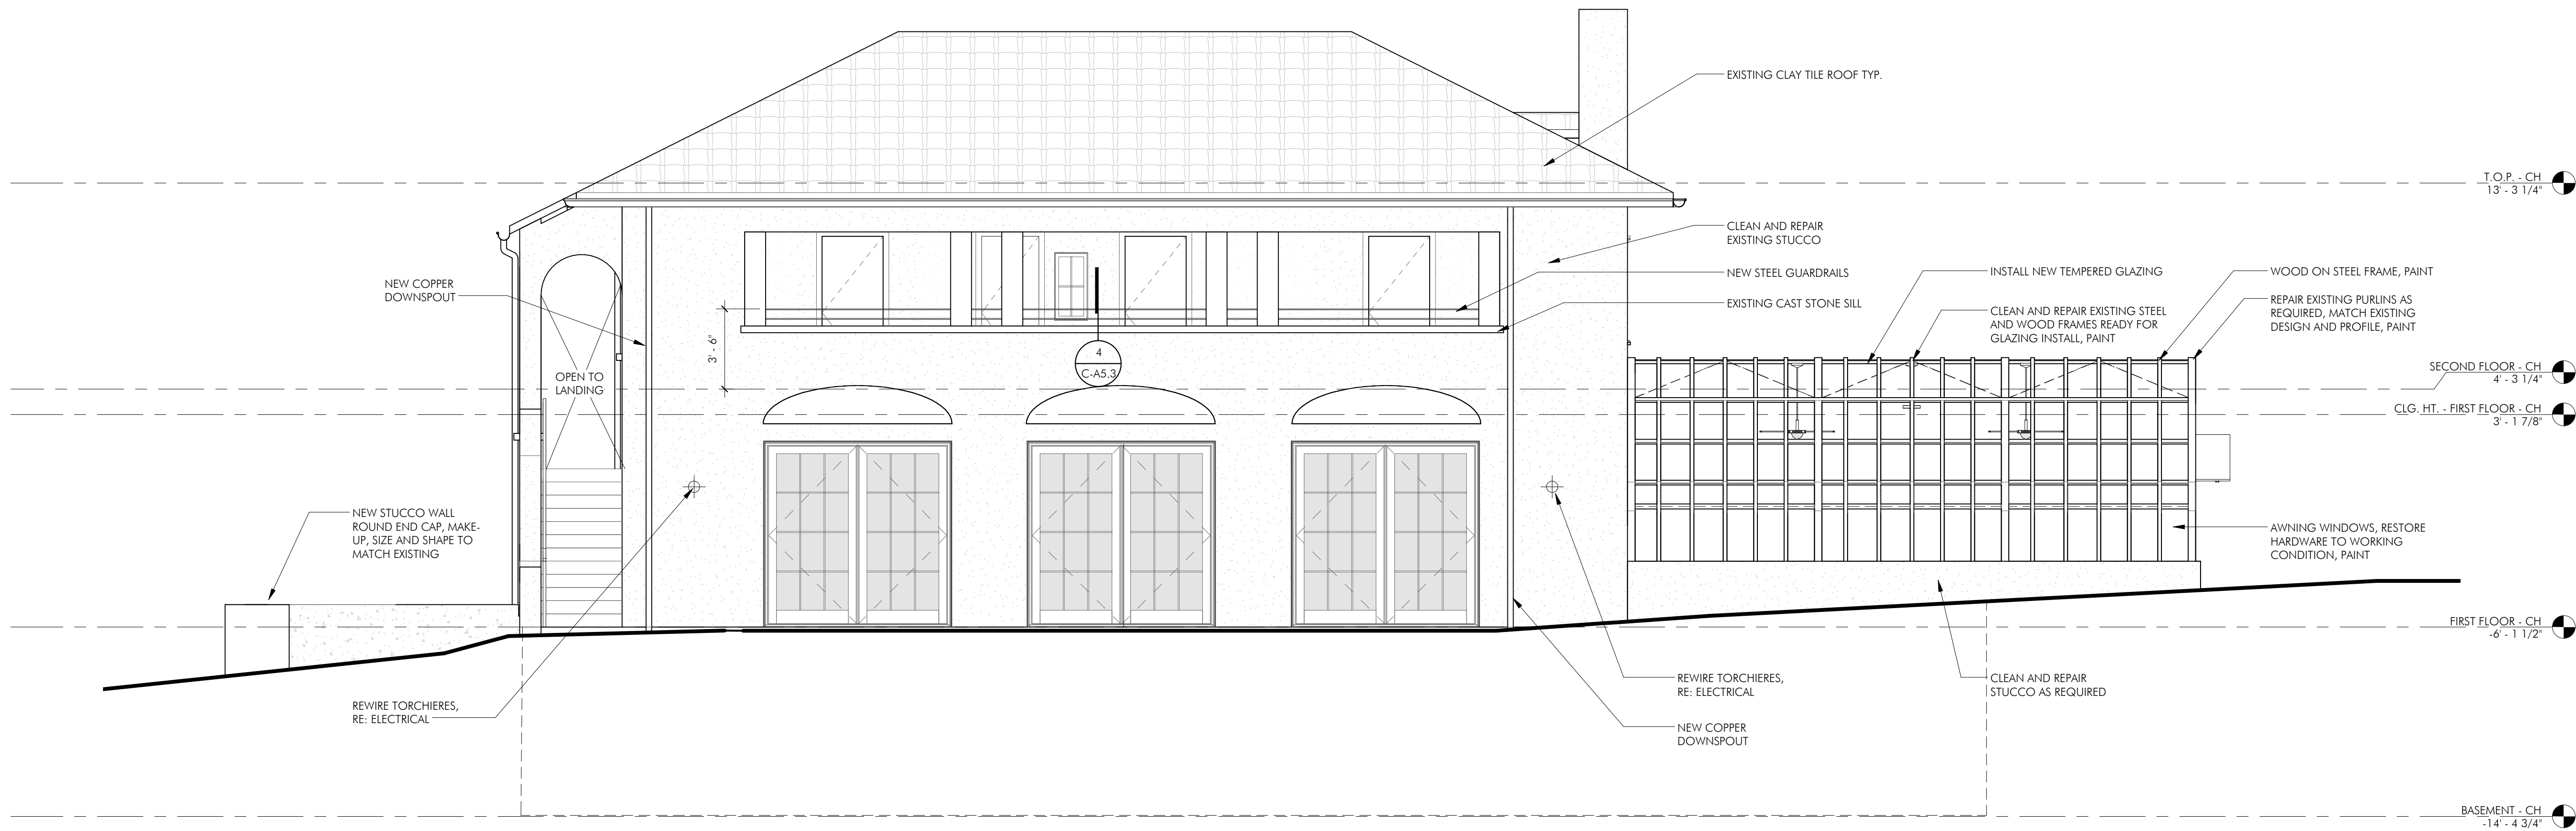 EXISTING CLAY TILE ROOF TYP.
T.O.P. - CH
13' - 3 1/4"
CLEAN AND REPAIR
EXISTING STUCCO
NEW STEEL GUARDRAILS
EXISTING CAST STONE SILL
INSTALL NEW TEMPERED GLAZING
CLEAN AND REPAIR EXISTING STEEL
AND WOOD FRAMES READY FOR
GLAZING INSTALL, PAINT
WOOD ON STEEL FRAME, PAINT
REPAIR EXISTING PURLINS AS
REQUIRED, MATCH EXISTING
DESIGN AND PROFILE, PAINT
NEW COPPER
DOWNSPOUT
3' - 6"
4
C-A5.3
OPEN TO
LANDING
SECOND FLOOR - CH
4' - 3 1/4"
CLG. HT. - FIRST FLOOR - CH
3' - 1 7/8"
NEW STUCCO WALL
ROUND END CAP, MAKE-
UP, SIZE AND SHAPE TO
MATCH EXISTING
AWNING WINDOWS, RESTORE
HARDWARE TO WORKING
CONDITION, PAINT
FIRST FLOOR - CH
-6' - 1 1/2"
REWIRE TORCHIERES,
RE: ELECTRICAL
REWIRE TORCHIERES,
RE: ELECTRICAL
CLEAN AND REPAIR
STUCCO AS REQUIRED
NEW COPPER
DOWNSPOUT
BASEMENT - CH
-14' - 4 3/4"